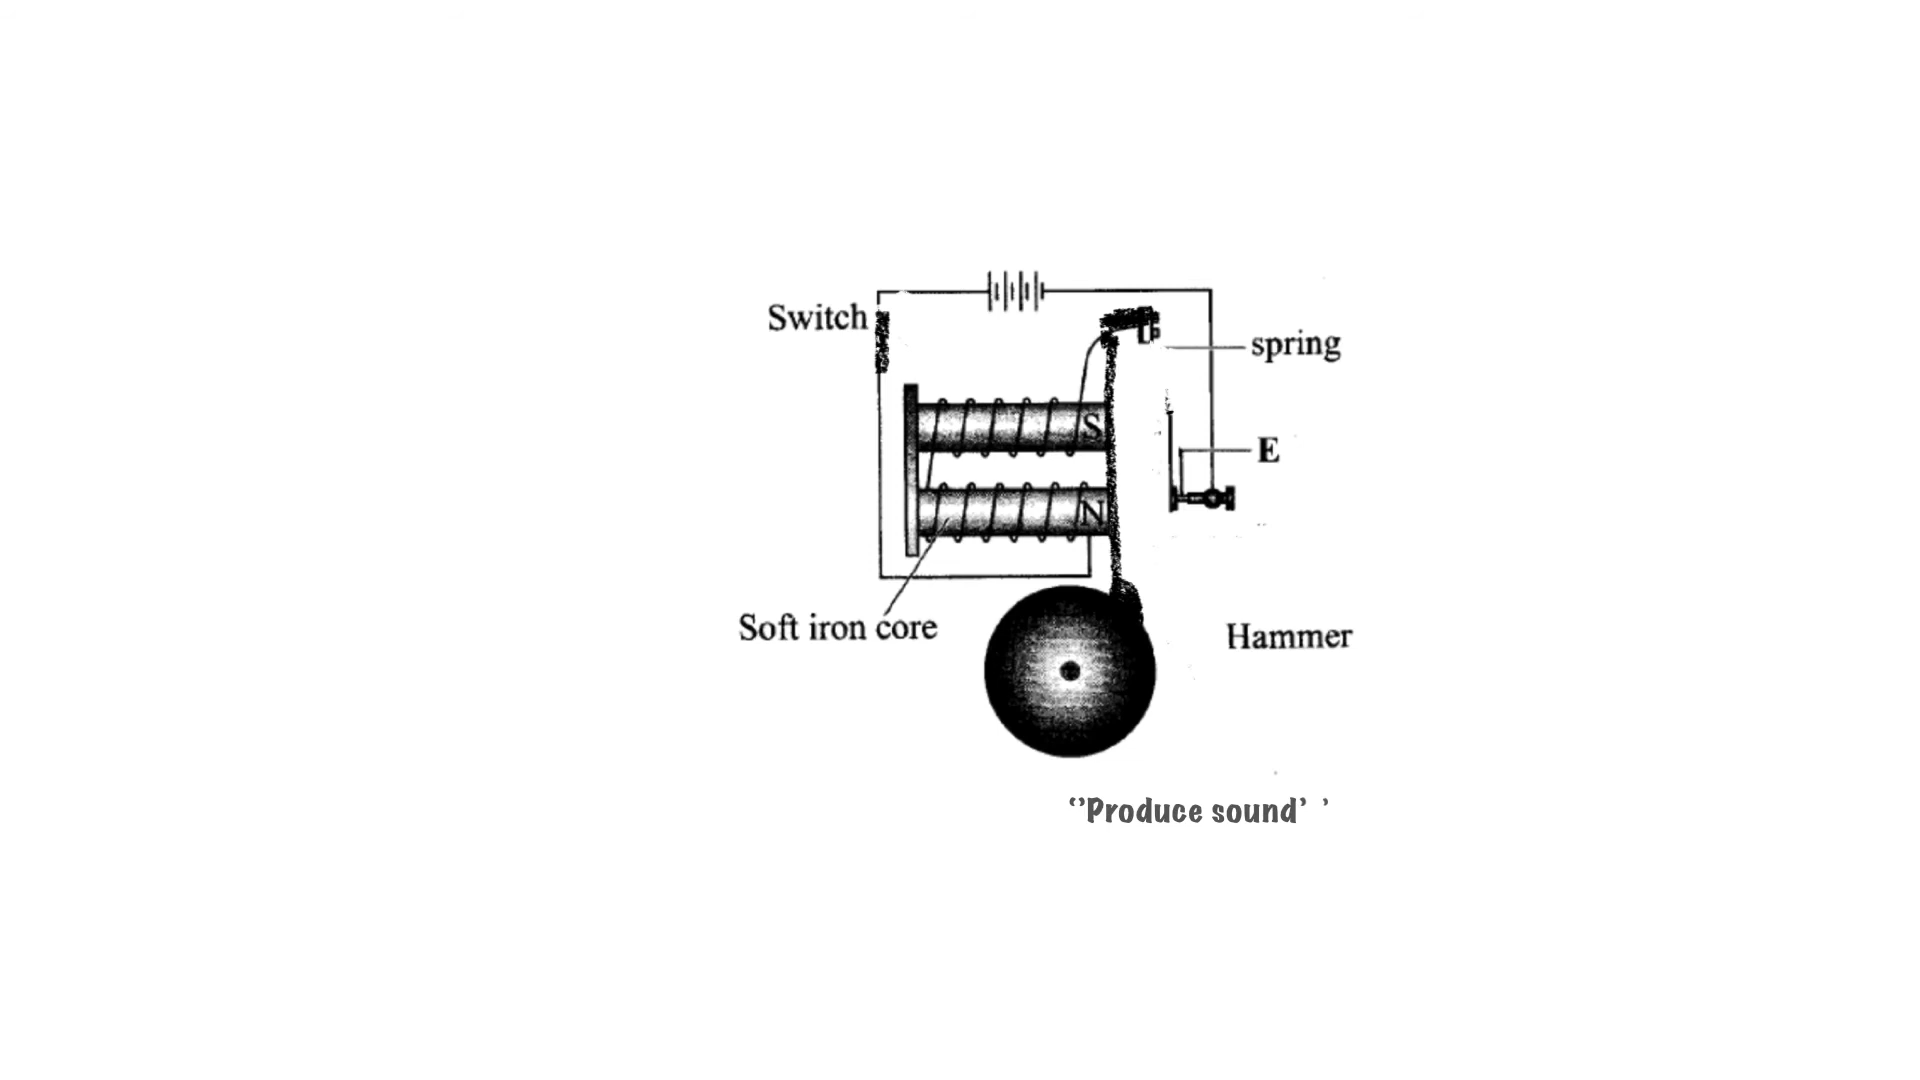 Switch
spring
S
E
N
Soft iron core
Hammer
‘’Produce sound’ ’